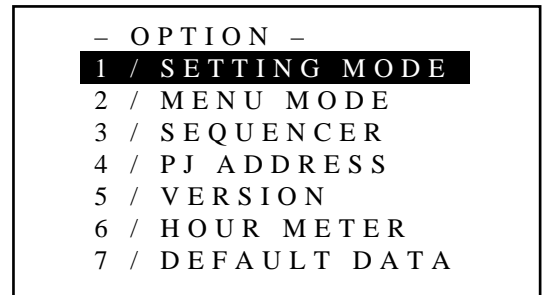 – OPTION –
1 / SETTING MODE
2 / MENU MODE
3 / SEQUENCER
4 / PJ ADDRESS
5 / VERSION
6 / HOUR METER
7 / DEFAULT DATA